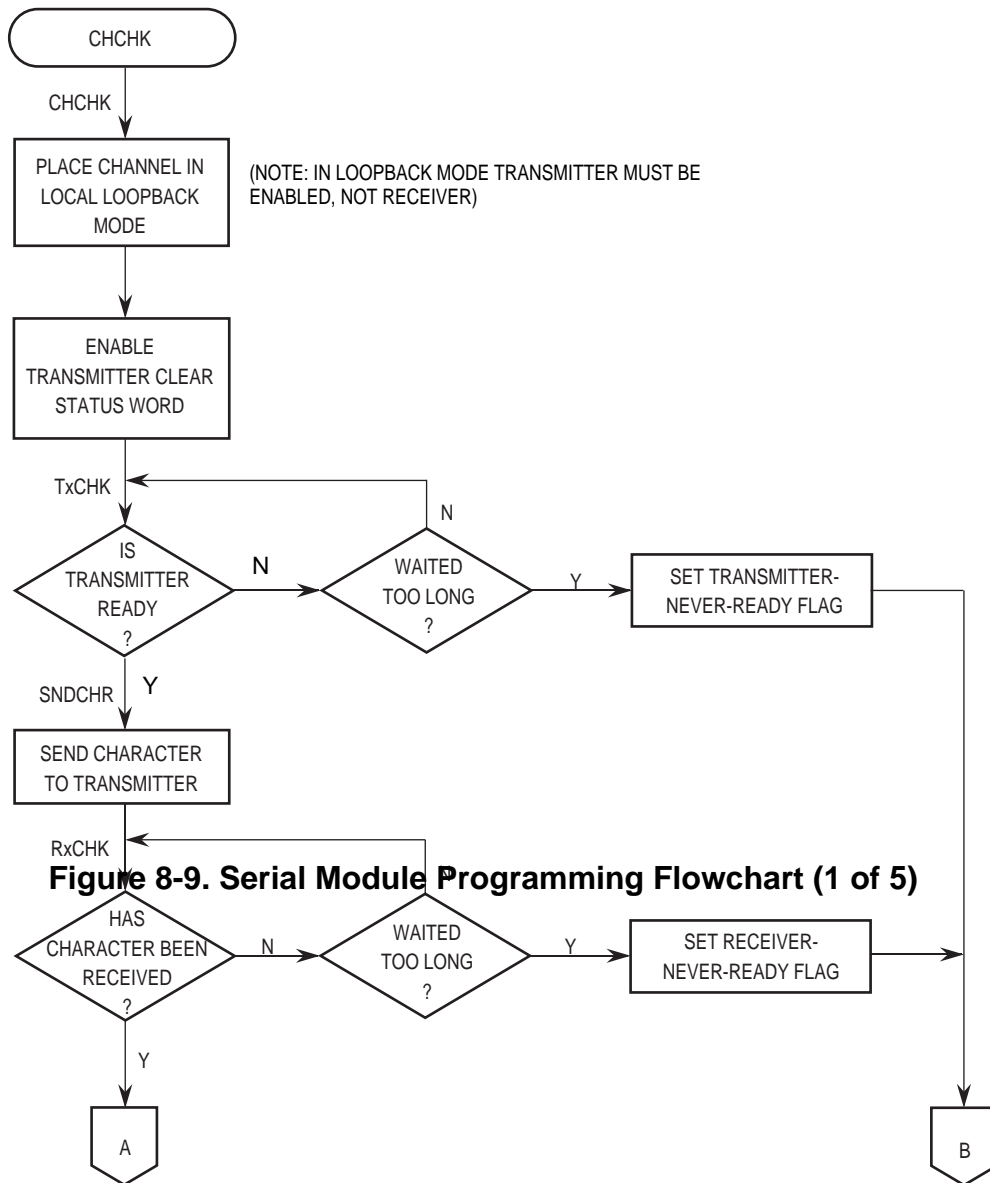 CHCHK
CHCHK
PLACE CHANNEL IN
LOCAL LOOPBACK
MODE
(NOTE: IN LOOPBACK MODE TRANSMITTER MUST BE
ENABLED, NOT RECEIVER)
ENABLE
TRANSMITTER CLEAR
STATUS WORD
TxCHK
N
IS
TRANSMITTER
READY
?
N
WAITED
TOO LONG
?
Y
SET TRANSMITTER-
NEVER-READY FLAG
SNDCHR
Y
SEND CHARACTER
TO TRANSMITTER
RxCHK
N
Figure 8-9. Serial Module Programming Flowchart (1 of 5)
HAS
CHARACTER BEEN
RECEIVED
?
N
WAITED
TOO LONG
?
Y
SET RECEIVER-
NEVER-READY FLAG
Y
A
B